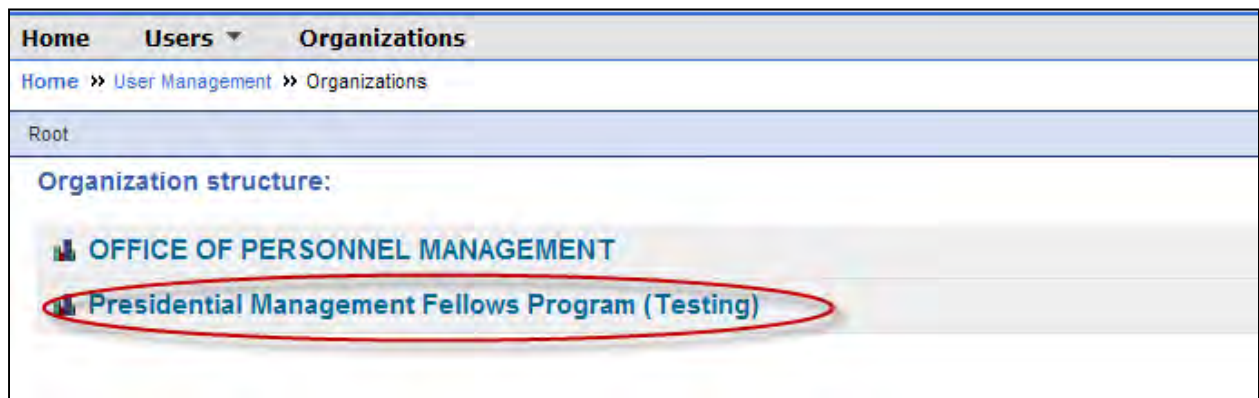 Home Users Organizations
Home » User Management » Organizations
Root
Organization structure:
OFFICE OF PERSONNEL MANAGEMENT
Presidential Management Fellows Program (Testing)